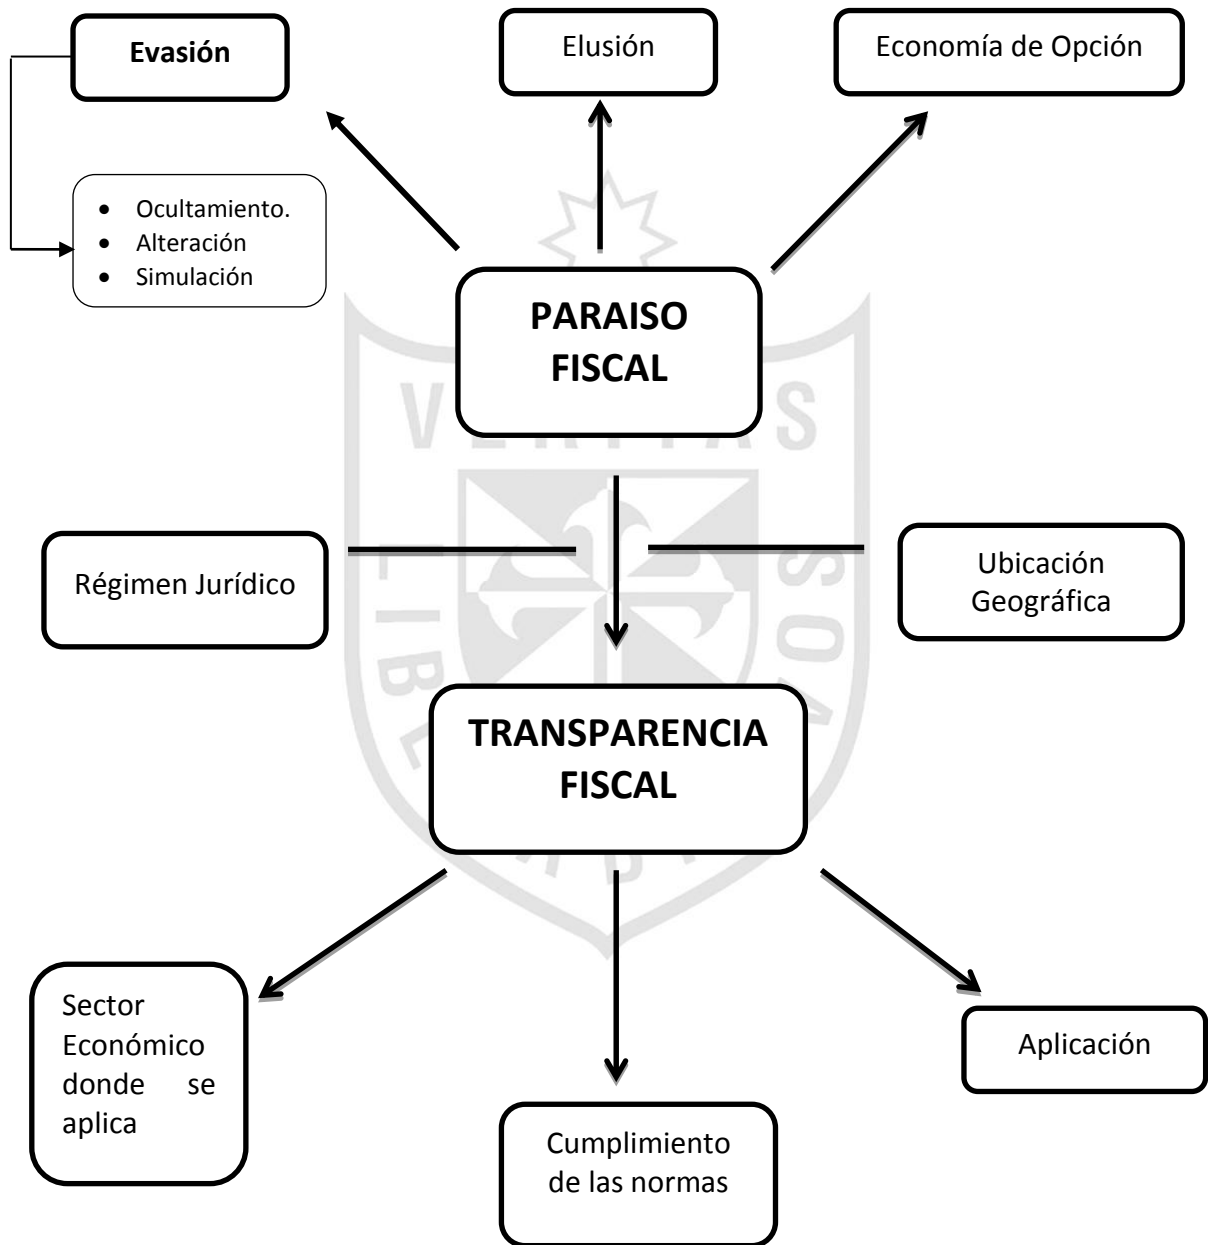 Evasión
Elusión
Economía de Opción
• Ocultamiento.
• Alteración
• Simulación
PARAISO
FISCAL
VERITAS
Régimen Jurídico
Ubicación
Geográfica
TRANSPARENCIA
FISCAL
Sector
Económico
donde se
aplica
Cumplimiento
de las normas
Aplicación